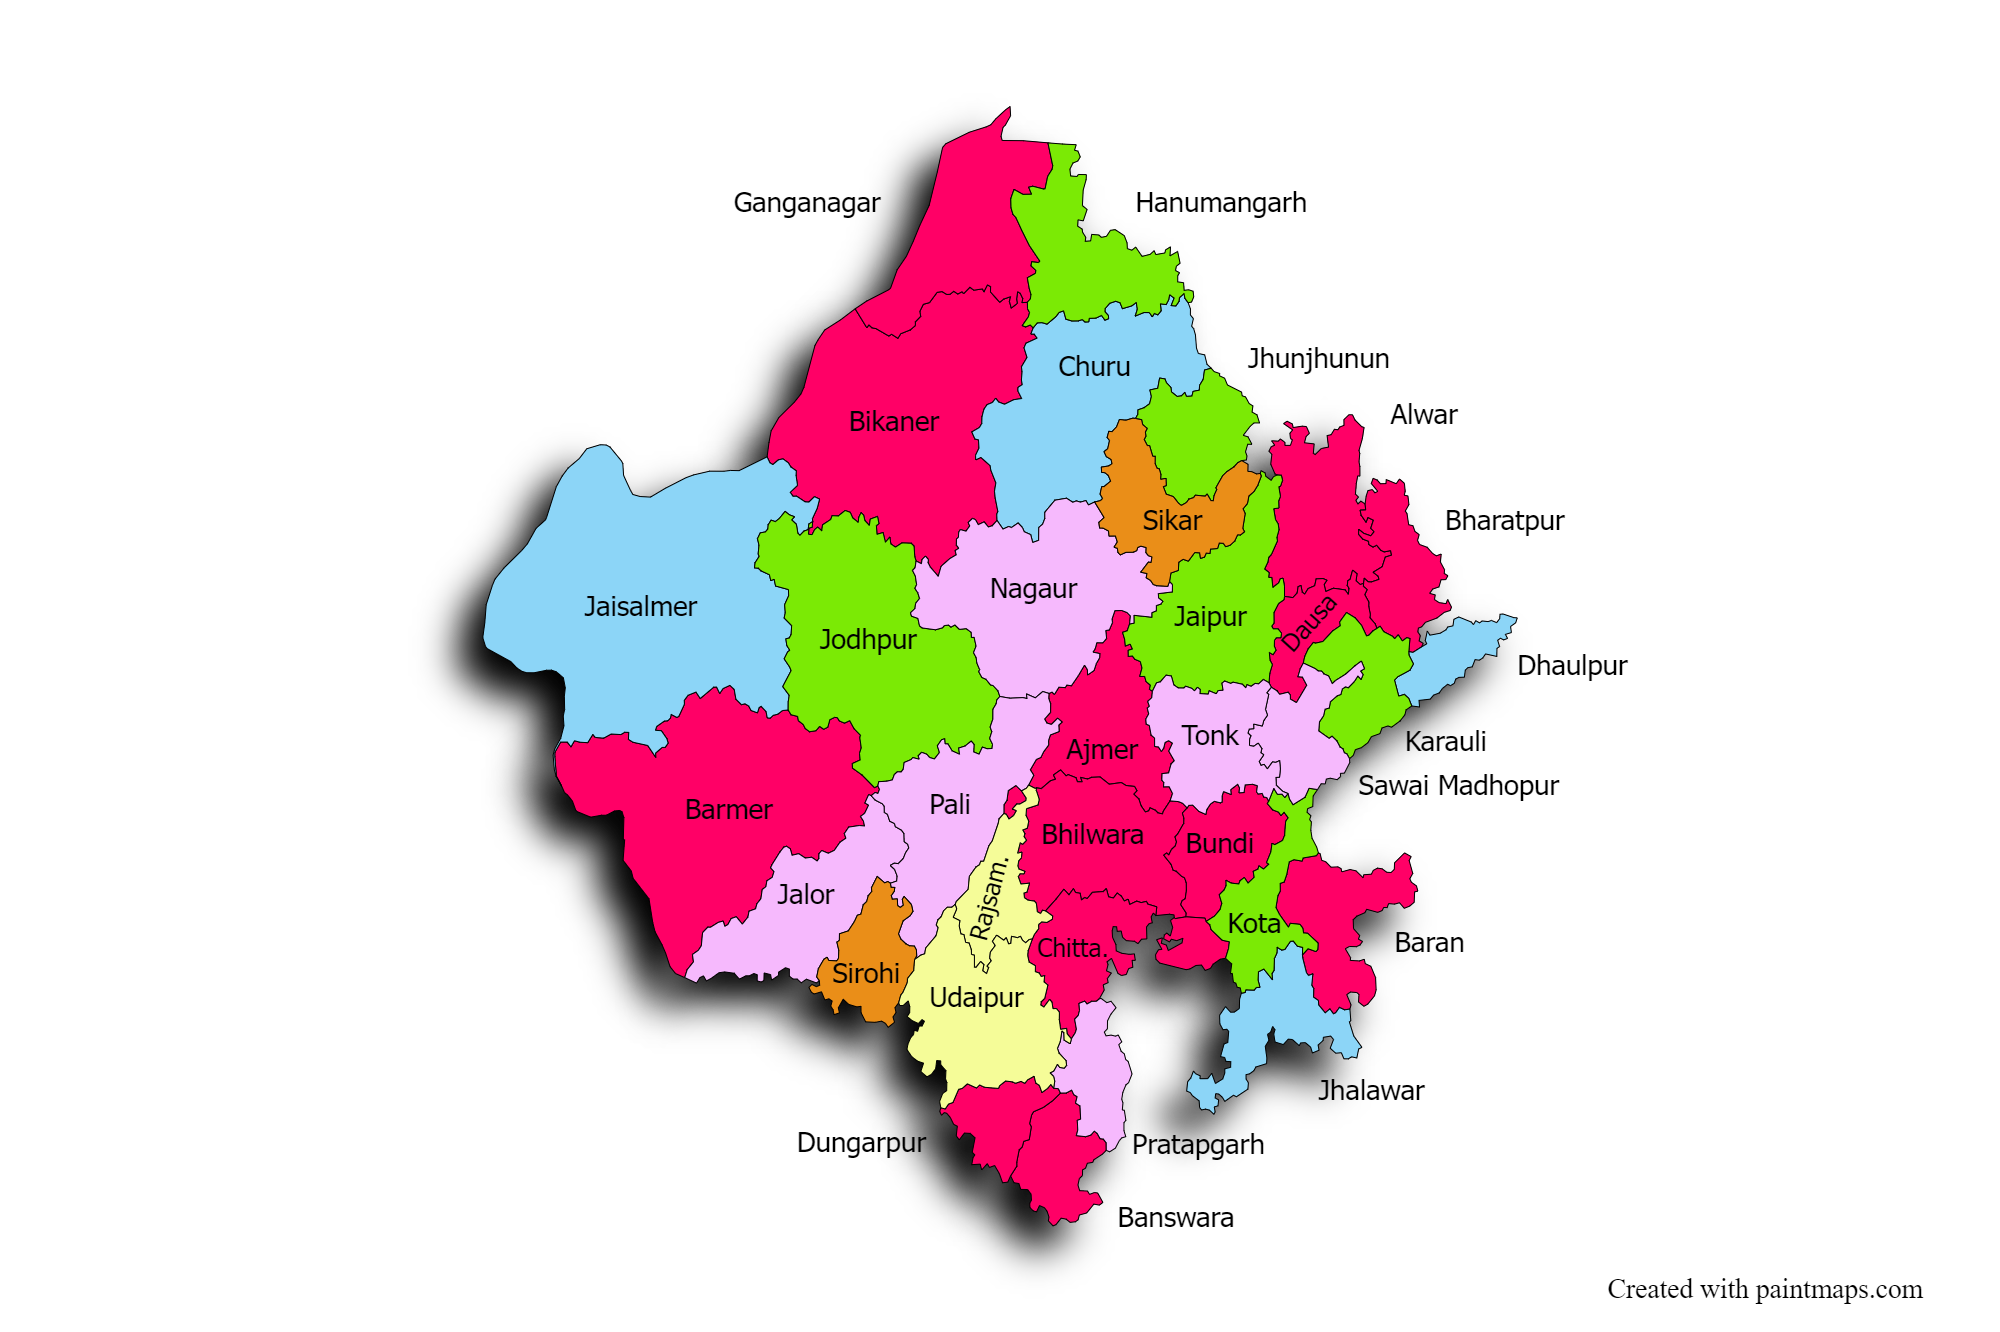 Ganganagar
Hanumangarh
Jhunjhunun
Churu
Alwar
Bikaner
Sikar
Bharatpur
Nagaur
Jaisalmer
Jaipur
Dausa
Jodhpur
Dhaulpur
Tonk
Karauli
Ajmer
Sawai Madhopur
Pali
Barmer
Bhilwara
Bundi
Jalor
Rajsam.
Kota
Baran
Chitta.
Sirohi
Udaipur
Jhalawar
Dungarpur
Pratapgarh
Banswara
Created with paintmaps.com